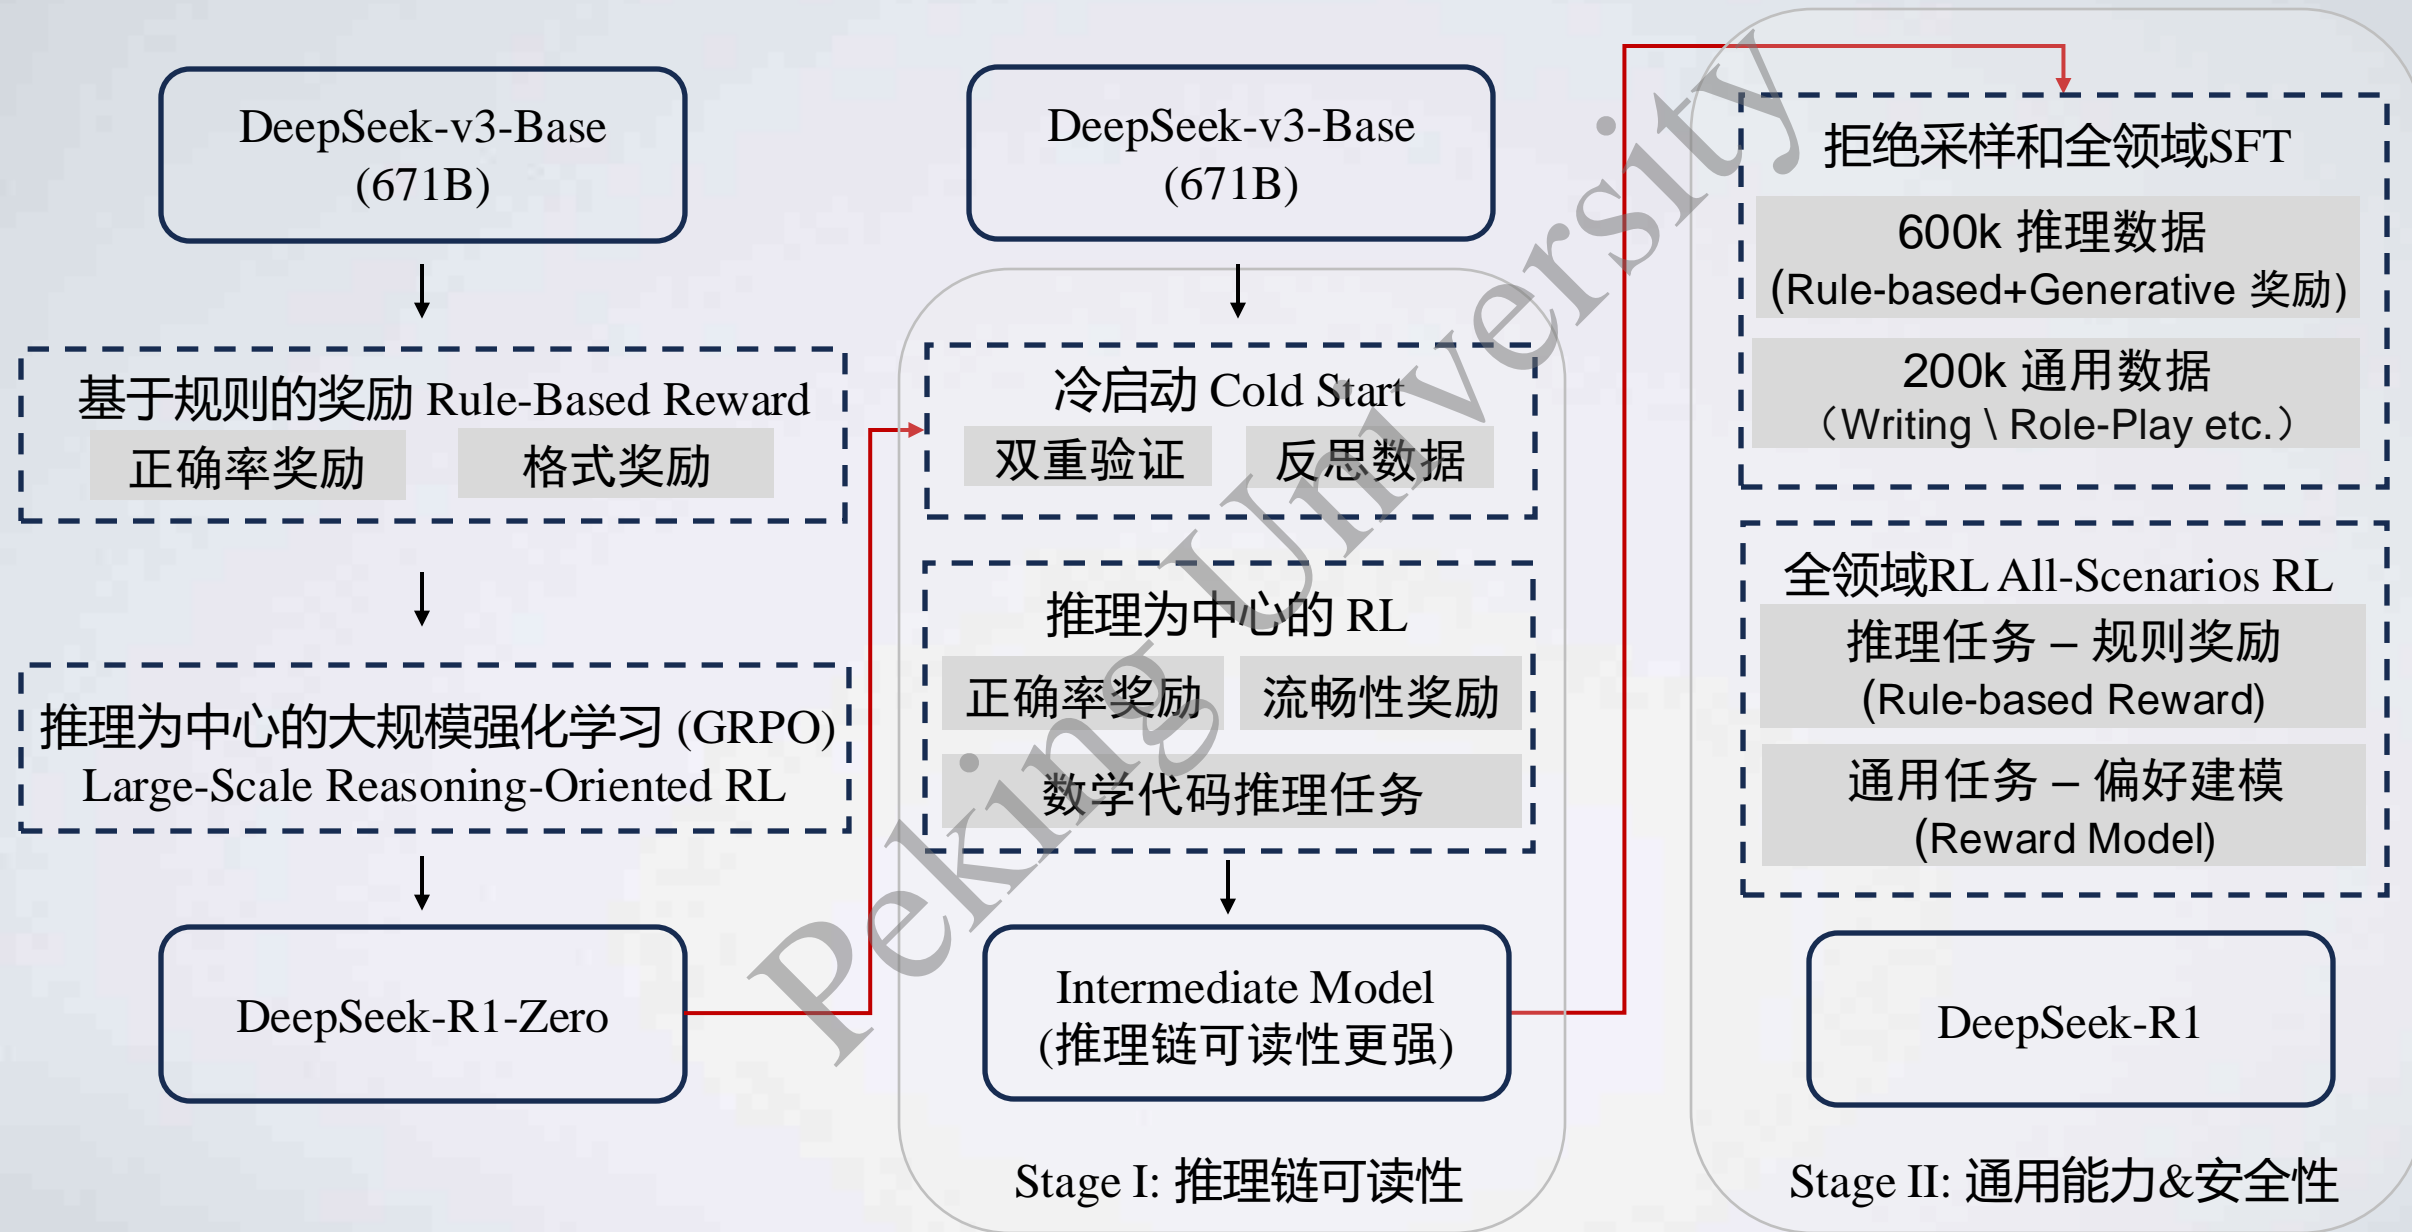 DeepSeek-v3-Base
(671B)
基于规则的奖励 Rule-Based Reward
正确率奖励
格式奖励
推理为中心的大规模强化学习 (GRPO)
Large-Scale Reasoning-Oriented RL
DeepSeek-R1-Zero
DeepSeek-v3-Base
(671B)
冷启动 Cold Start
双重验证
反思数据
推理为中心的 RL
正确率奖励
流畅性奖励
数学代码推理任务
Intermediate Model
(推理链可读性更强)
Stage I: 推理链可读性
拒绝采样和全领域SFT
600k 推理数据
(Rule-based+Generative 奖励)
200k 通用数据
（Writing \ Role-Play etc.）
全领域RL All-Scenarios RL
推理任务 – 规则奖励
(Rule-based Reward)
通用任务 – 偏好建模
(Reward Model)
DeepSeek-R1
Stage II: 通用能力&安全性
Peking University